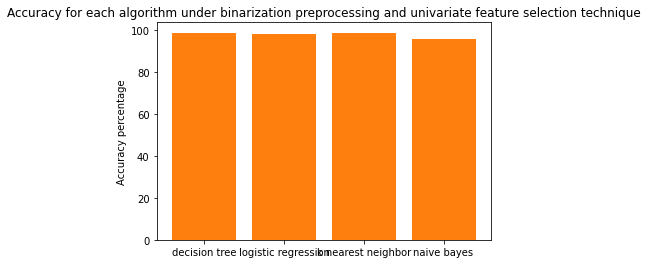 Accuracy for each algorithm under binarization preprocessing and univariate feature selection technique
Accuracy percentage
100
80
60
40
20
0
decision tree
logistic regression
k nearest neighbor
naive bayes